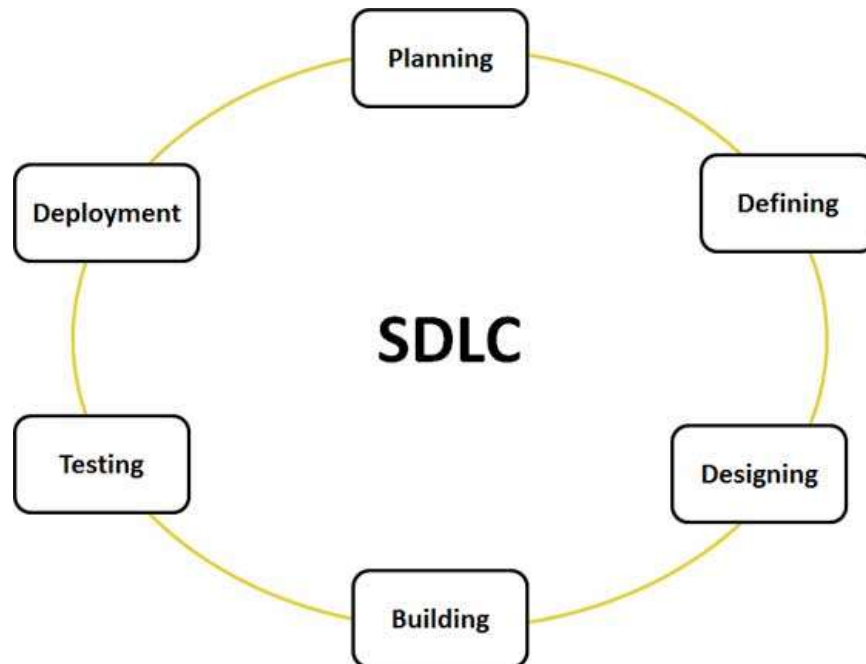 Planning
Defining
Deployment
SDLC
Testing
Designing
Building